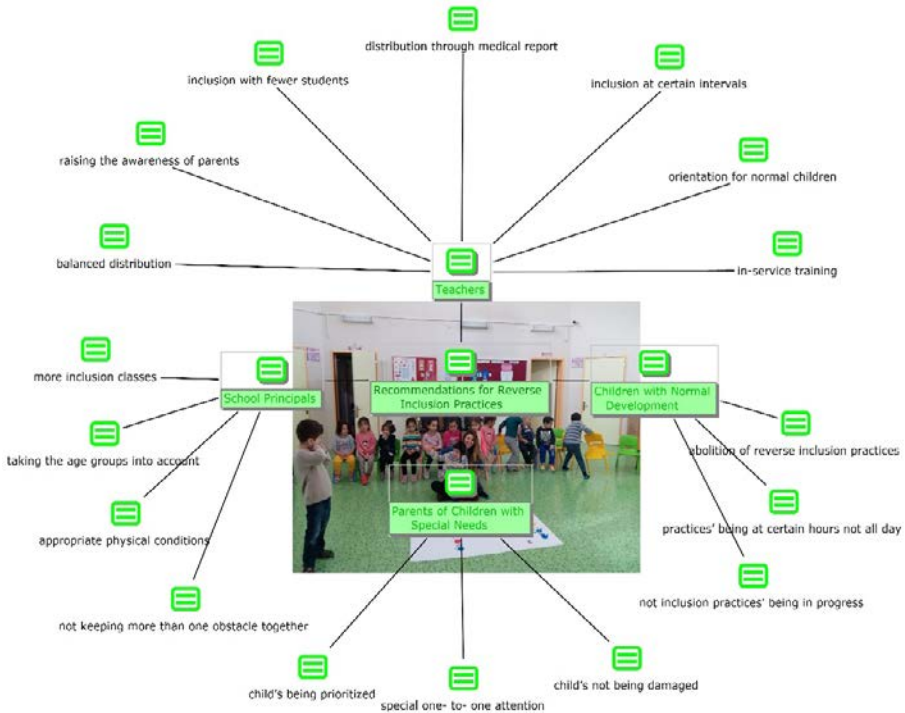 distribution through medical report
inclusion with fewer students
inclusion at certain intervals
raising the awareness of parents
orientation for normal children
balanced distribution
in-service training
Teachers
more inclusion classes
School Principals
Recommendations for Reverse
Inclusion Practices
Children with Normal
Development
taking the age groups into account
abolition of reverse inclusion practices
Parents of Children with
Special Needs
appropriate physical conditions
practices' being at certain hours not all day
not keeping more than one obstacle together
not inclusion practices' being in progress
child's being prioritized
special one- to- one attention
child's not being damaged